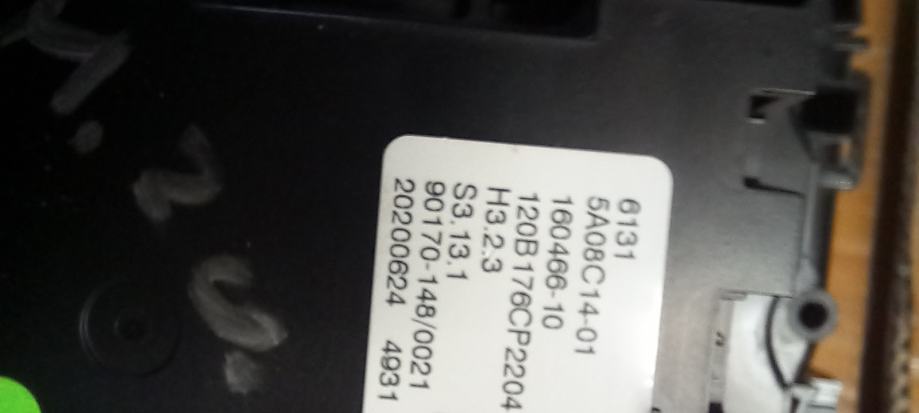 6131
5A08C14-01
160466-10
120B176CP2204
H3.2.3
S3.13.1
90170-148/0021
20200624 4931